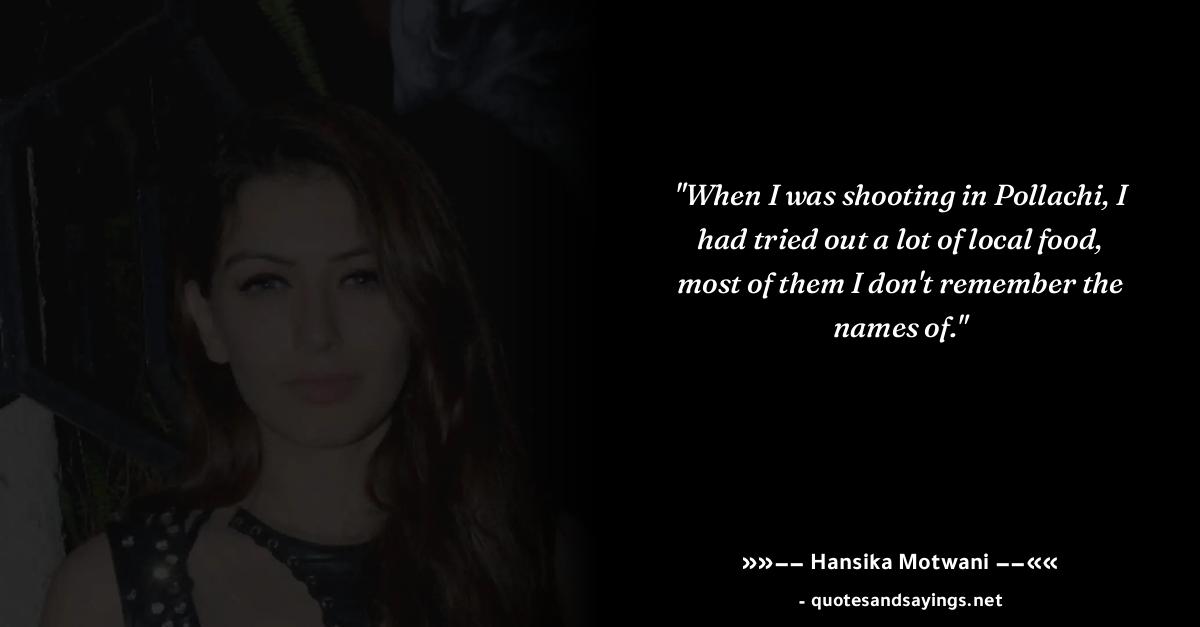 "When I was shooting in Pollachi, I
had tried out a lot of local food,
most of them I don't remember the
names of."
»»−− Hansika Motwani −−««
- quotesandsayings.net